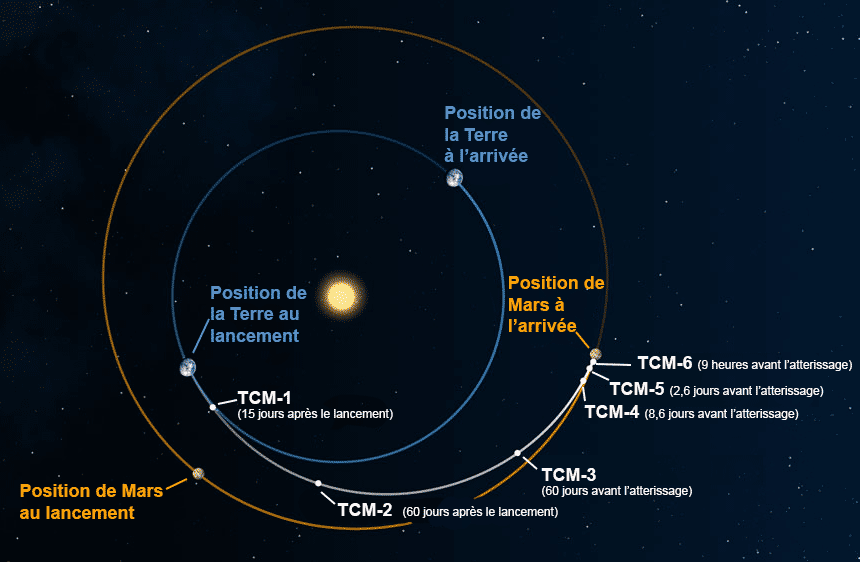 Position de
la Terre
à l’arrivée
Position de
la Terre au
lancement
Position de
Mars à
l’arrivée
TCM-6 (9 heures avant l’atterissage)
TCM-5 (2,6 jours avant l’atterissage)
TCM-4 (8,6 jours avant l’atterissage)
TCM-1
(15 jours après le lancement)
TCM-3
(60 jours avant l’atterissage)
Position de Mars
au lancement
TCM-2 (60 jours après le lancement)